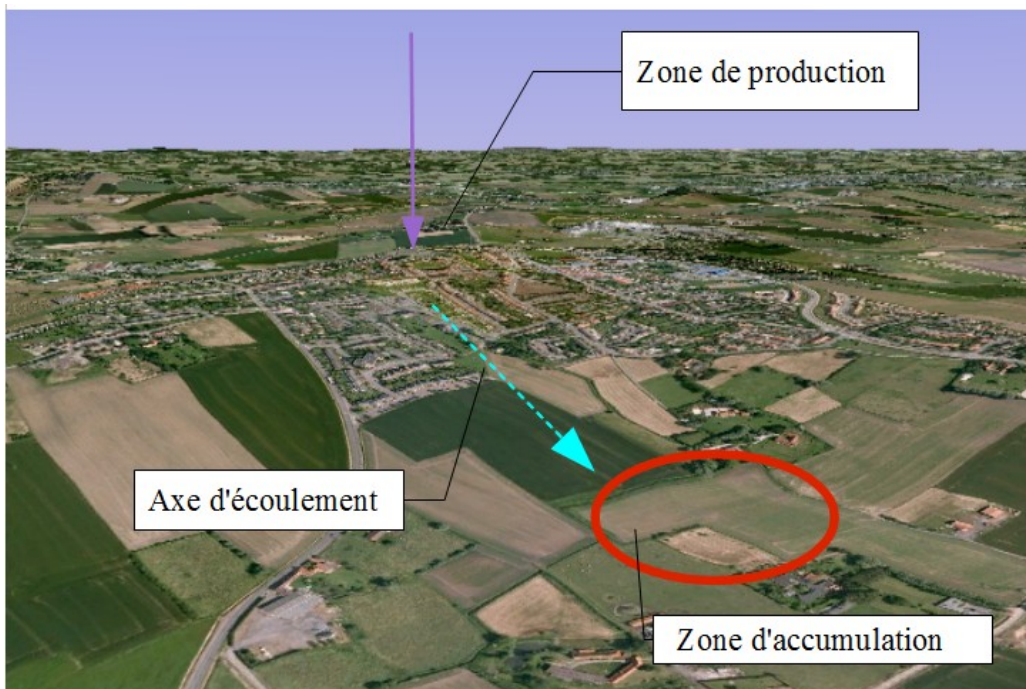 Zone de production
Axe d'écoulement
Zone d'accumulation